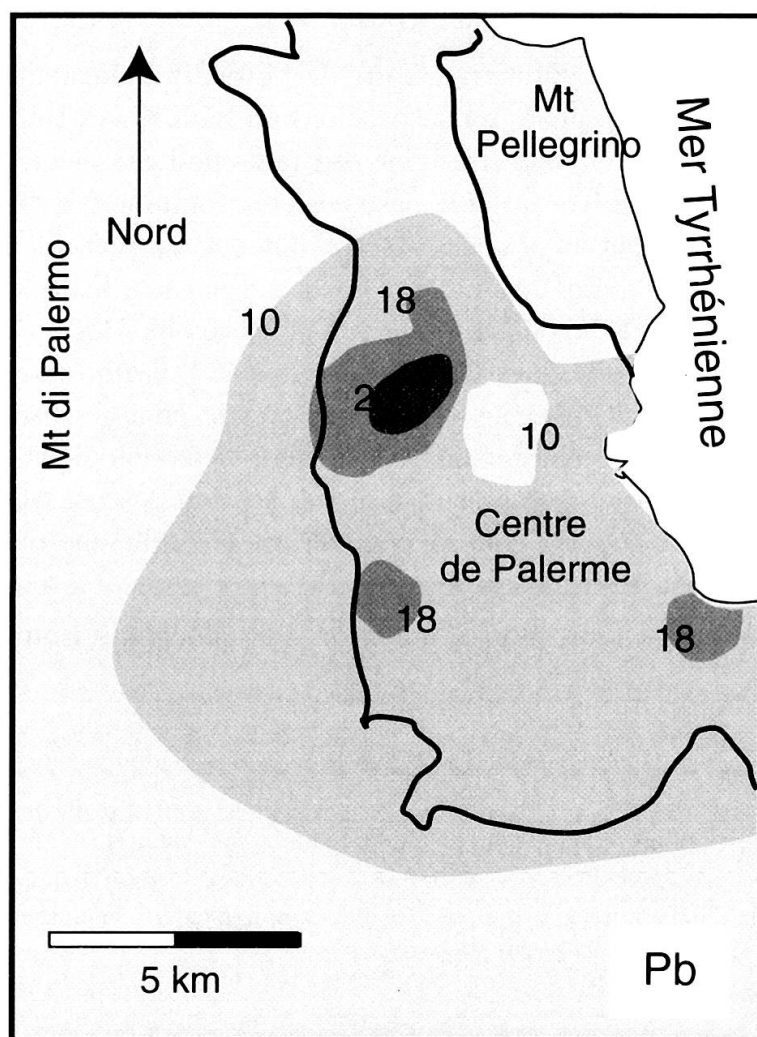 Mt
Pellegrino
Mer Tyrrhénienne
Nord
Mt di Palermo
10
18
2
10
Centre
de Palerme
18
18
5 km
Pb